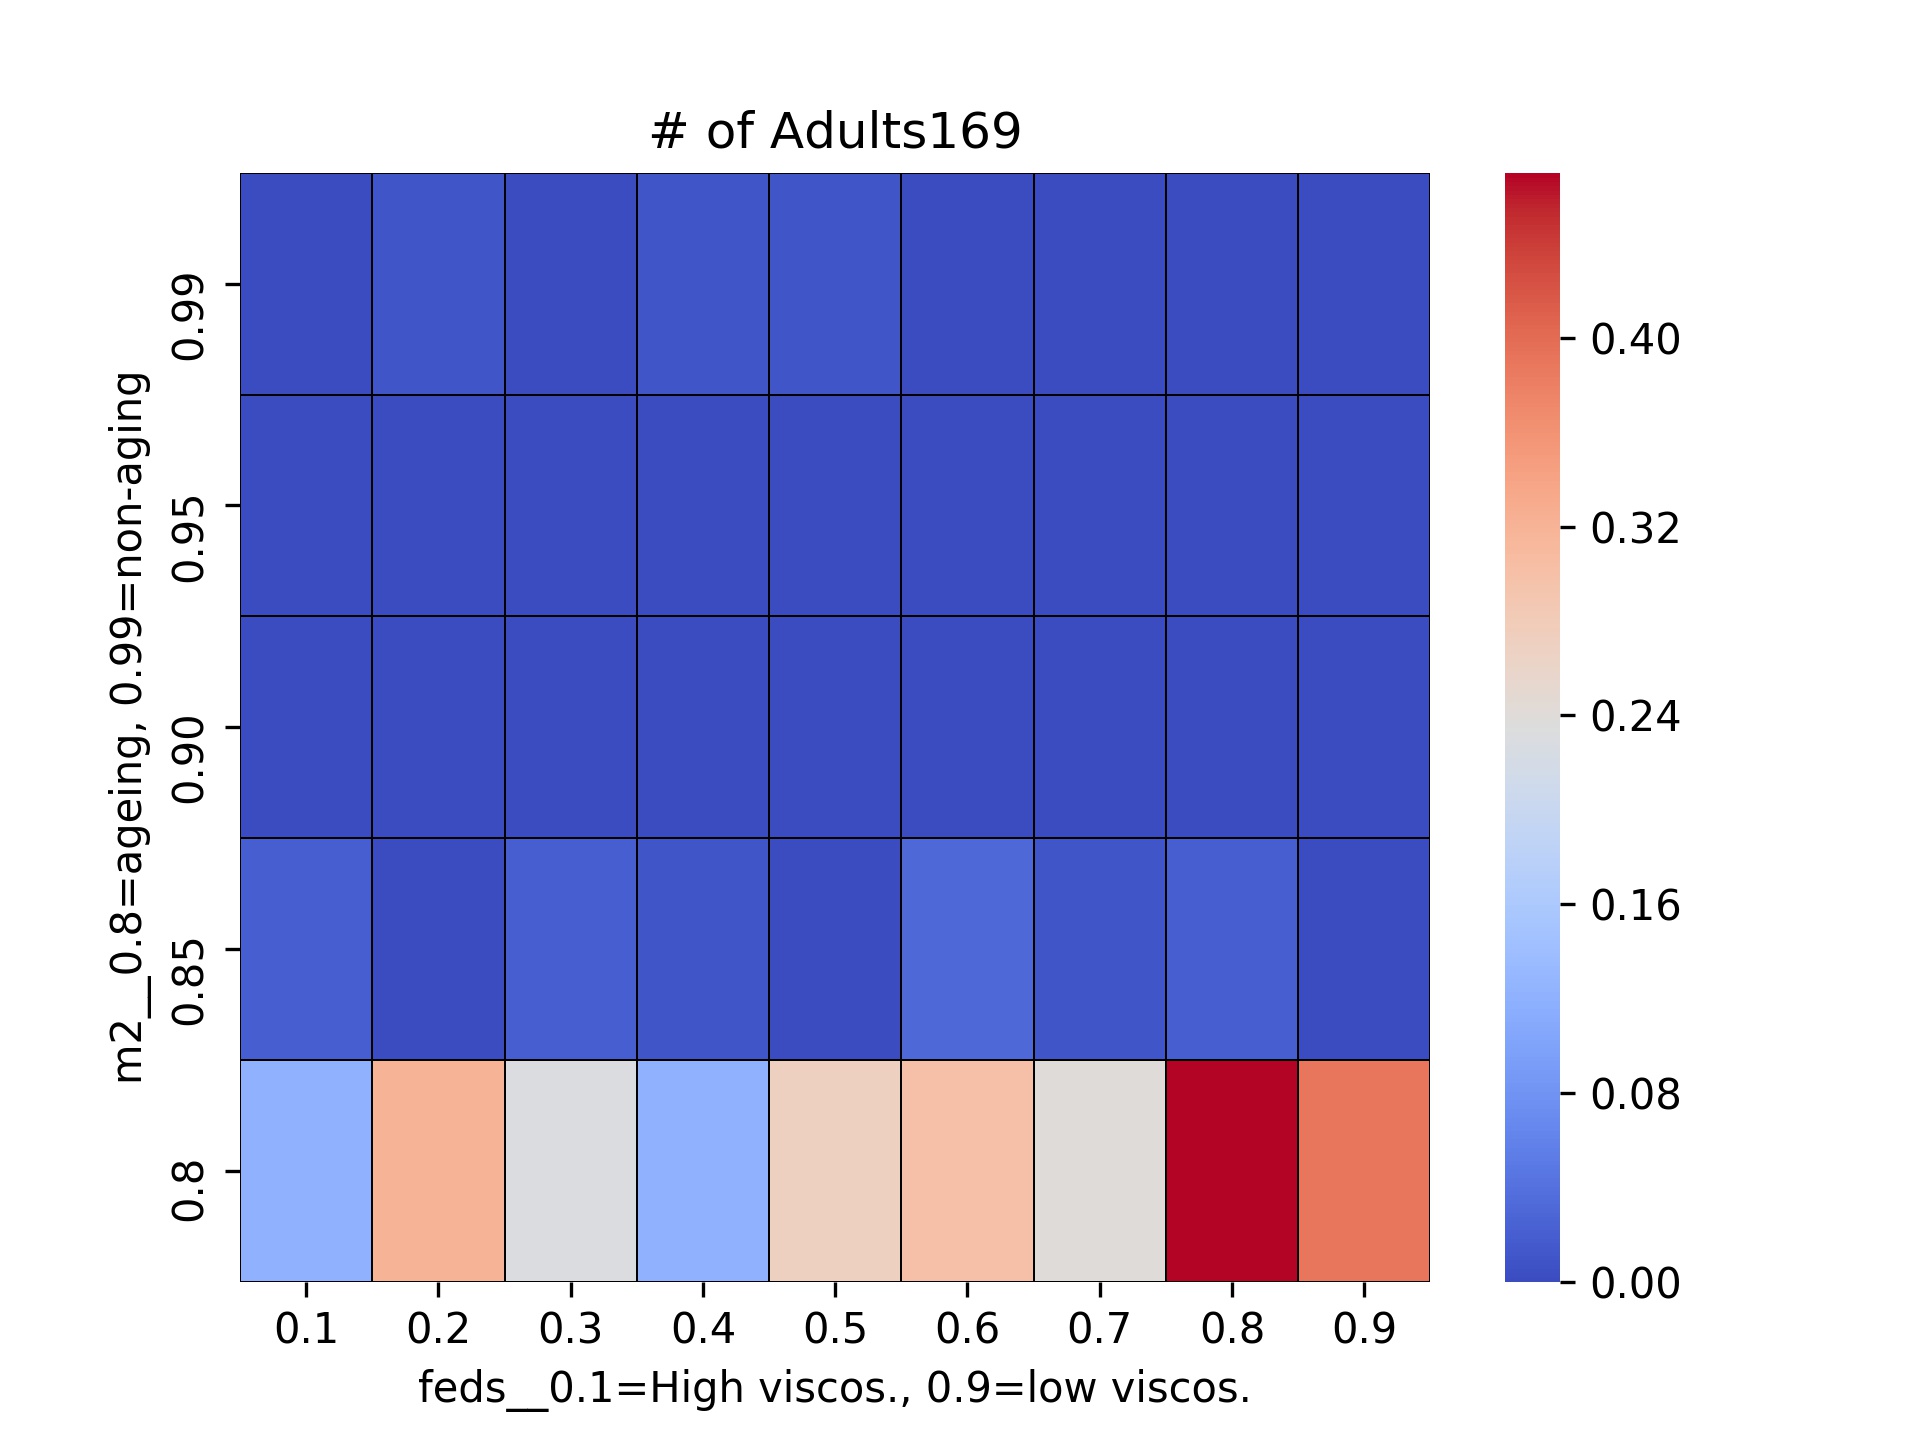 # of Adults169
m2__0.8=ageing, 0.99=non-aging
0.99
0.95
0.90
0.85
0.8
0.1 0.2 0.3 0.4 0.5 0.6 0.7 0.8 0.9
feds__0.1=High viscos., 0.9=low viscos.
0.40
0.32
0.24
0.16
0.08
0.00